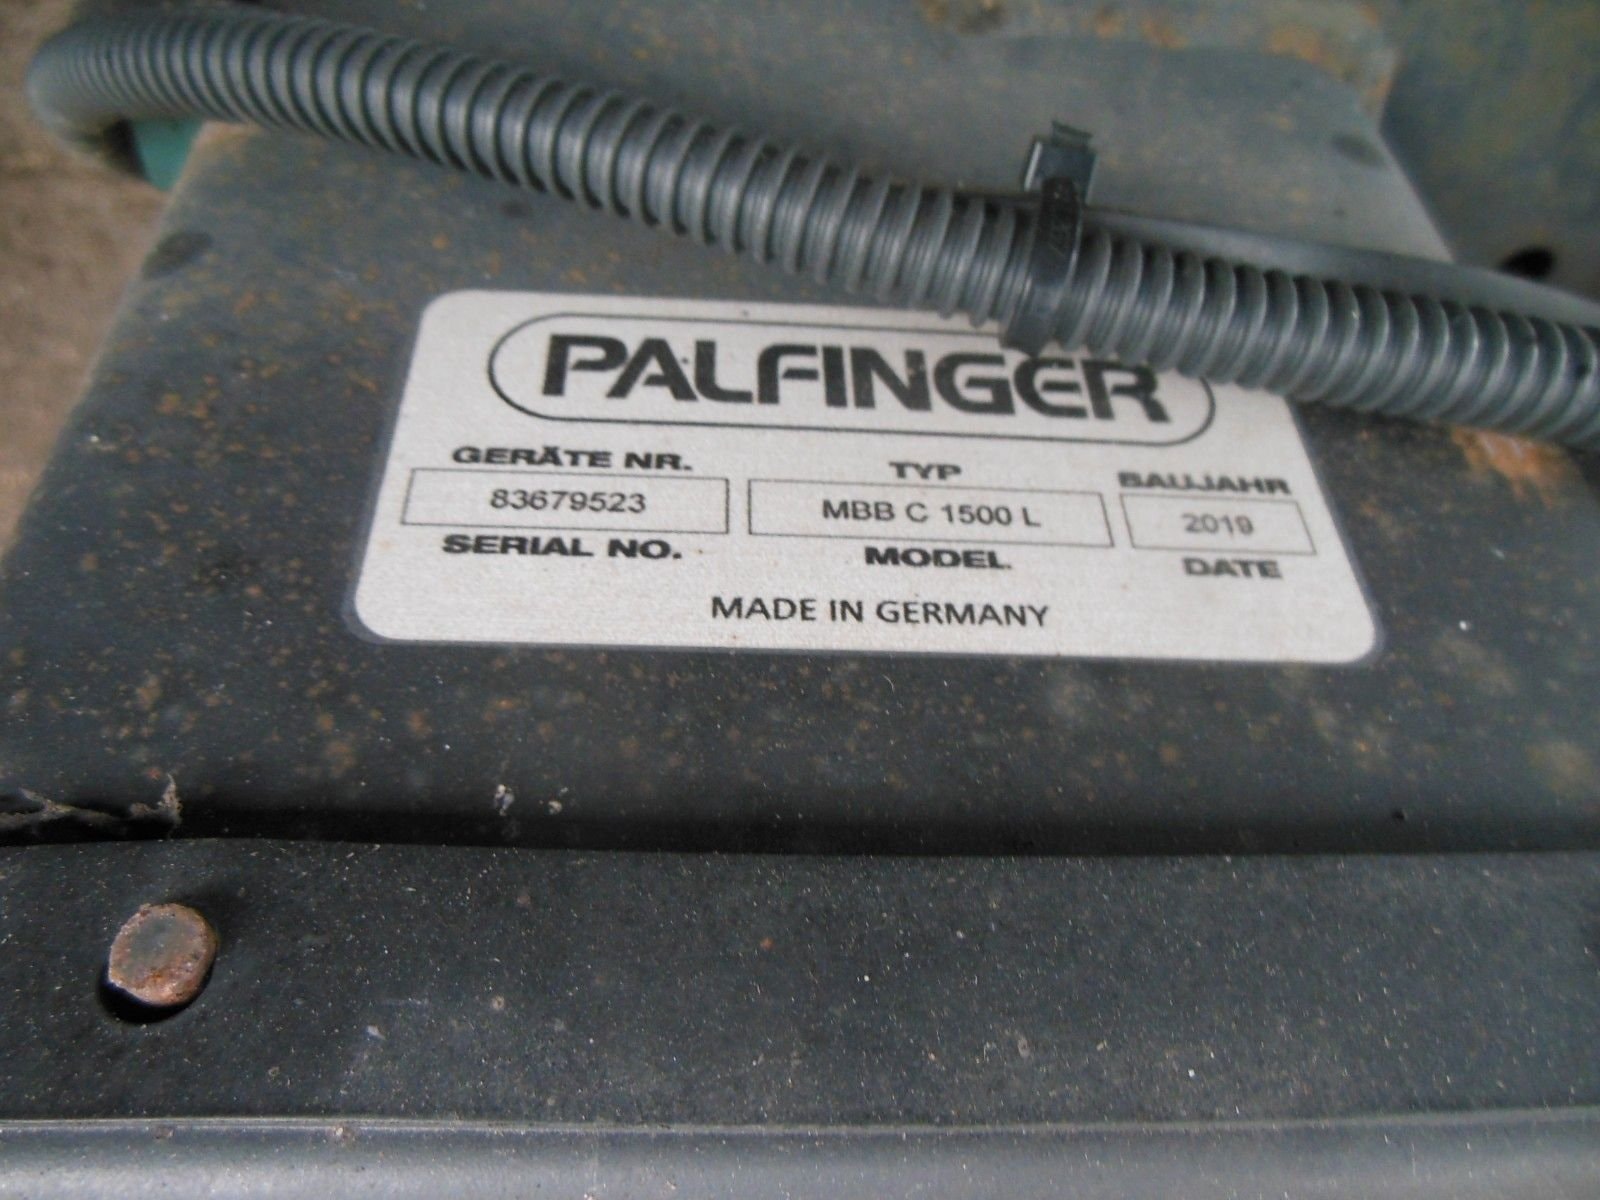 PALFINGER
GERÄTE NR. TYP BAUJAHR
83679523 MBB C 1500 L 2019
SERIAL NO. MODEL DATE
MADE IN GERMANY